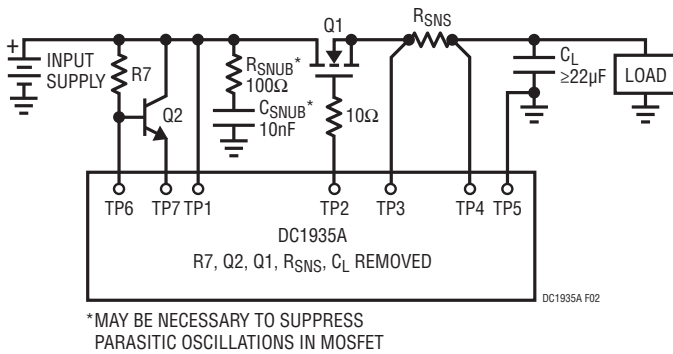 +
INPUT
SUPPLY
R7
Q2
RSNUB*
100Ω
CSNUB*
10nF
Q1
10Ω
RSNS
CL
≥22µF
LOAD
TP6
TP7
TP1
TP2
TP3
TP4
TP5
DC1935A
R7, Q2, Q1, RSNS, CL REMOVED
DC1935A F02
*MAY BE NECESSARY TO SUPPRESS
PARASITIC OSCILLATIONS IN MOSFET